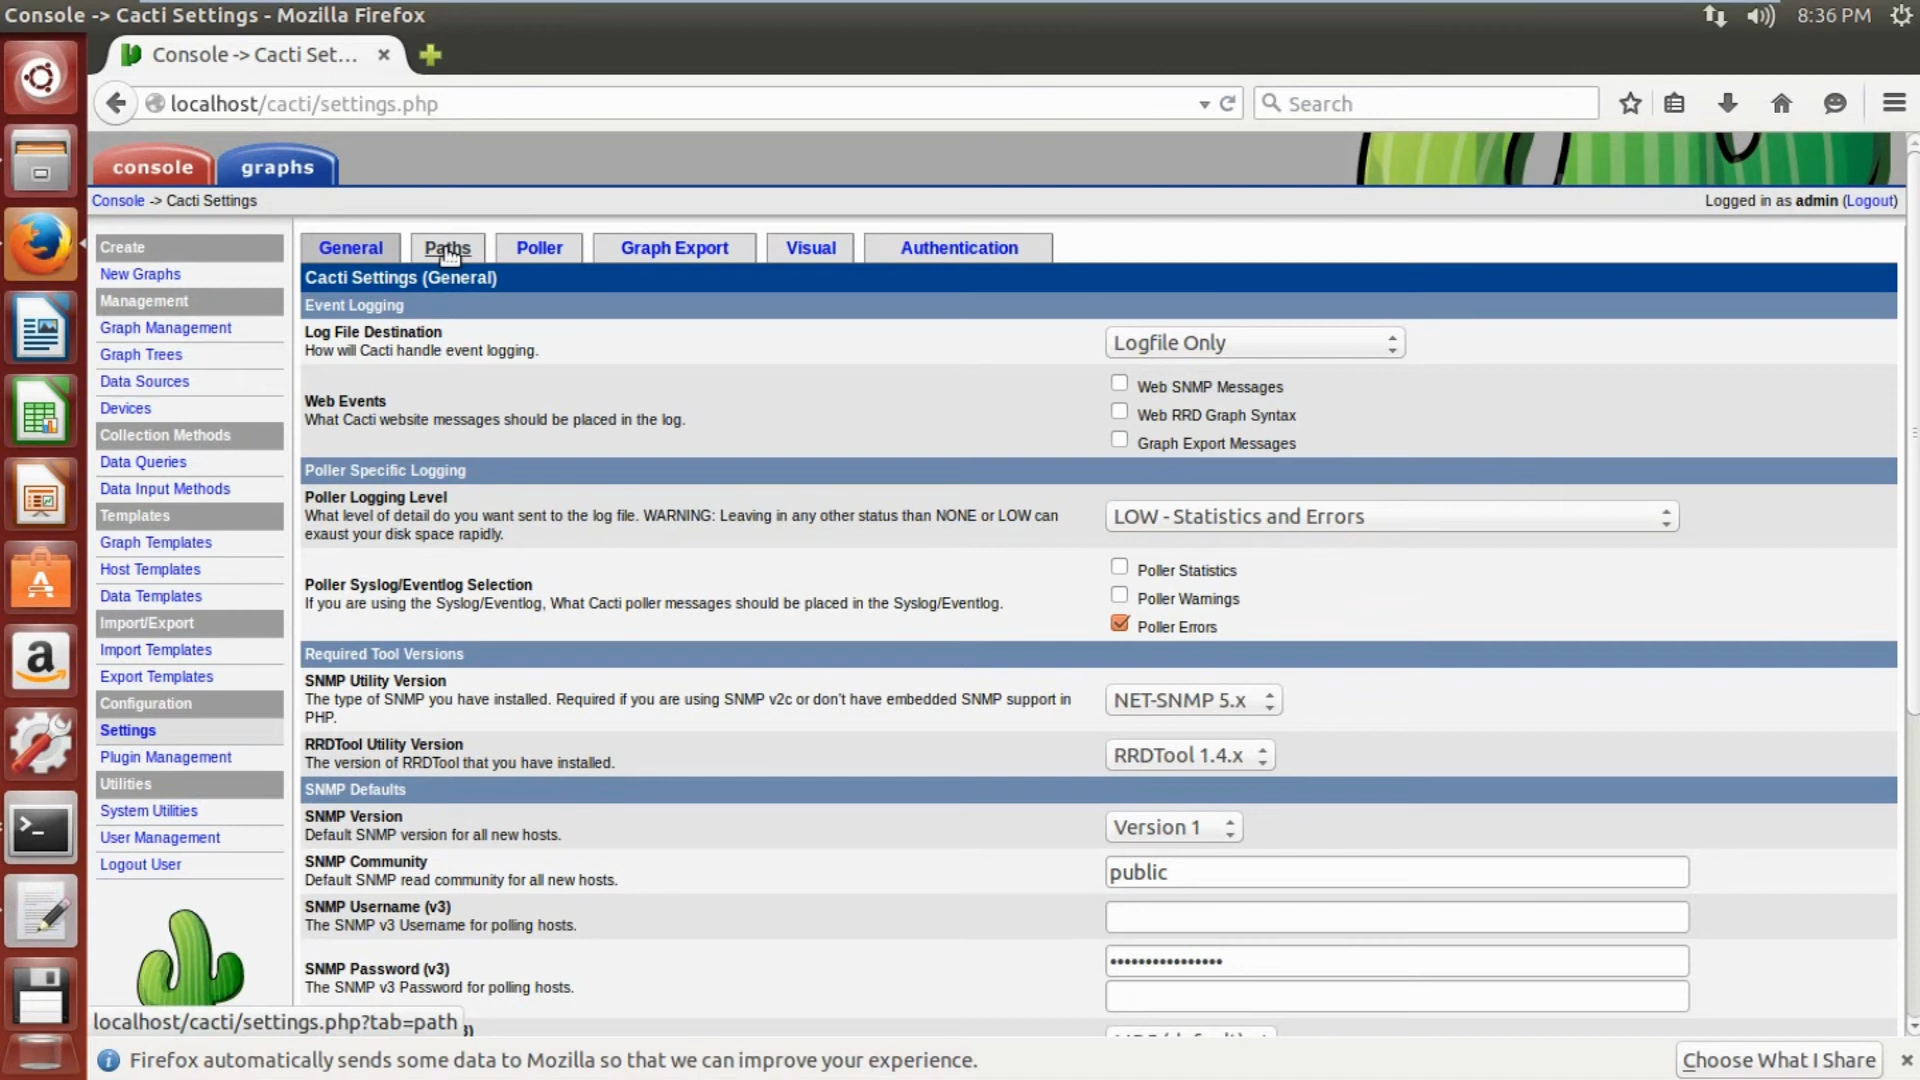 Console -> Cacti Settings - Mozilla Firefox
8:36 PM
Console -> Cacti Set...
localhost/cacti/settings.php
Search
console
graphs
Console -> Cacti Settings
Logged in as admin (Logout)
Create
New Graphs
Management
Graph Management
Graph Trees
Data Sources
Devices
Collection Methods
Data Queries
Data Input Methods
Templates
Graph Templates
Host Templates
Data Templates
Import/Export
Import Templates
Export Templates
Configuration
Settings
Plugin Management
Utilities
System Utilities
User Management
Logout User
General
Paths
Poller
Graph Export
Visual
Authentication
Cacti Settings (General)
Event Logging
Log File Destination
How will Cacti handle event logging.
Logfile Only
Web Events
What Cacti website messages should be placed in the log.
Web SNMP Messages
Web RRD Graph Syntax
Graph Export Messages
Poller Specific Logging
Poller Logging Level
What level of detail do you want sent to the log file. WARNING: Leaving in any other status than NONE or LOW can
exaust your disk space rapidly.
LOW - Statistics and Errors
Poller Syslog/Eventlog Selection
If you are using the Syslog/Eventlog, What Cacti poller messages should be placed in the Syslog/Eventlog.
Poller Statistics
Poller Warnings
Poller Errors
Required Tool Versions
SNMP Utility Version
The type of SNMP you have installed. Required if you are using SNMP v2c or don't have embedded SNMP support in
PHP.
NET-SNMP 5.x
RRDTool Utility Version
The version of RRDTool that you have installed.
RRDTool 1.4.x
SNMP Defaults
SNMP Version
Default SNMP version for all new hosts.
Version 1
SNMP Community
Default SNMP read community for all new hosts.
public
SNMP Username (v3)
The SNMP v3 Username for polling hosts.
SNMP Password (v3)
The SNMP v3 Password for polling hosts.
••••••••••••••••
localhost/cacti/settings.php?tab=path
Firefox automatically sends some data to Mozilla so that we can improve your experience.
Choose What I Share